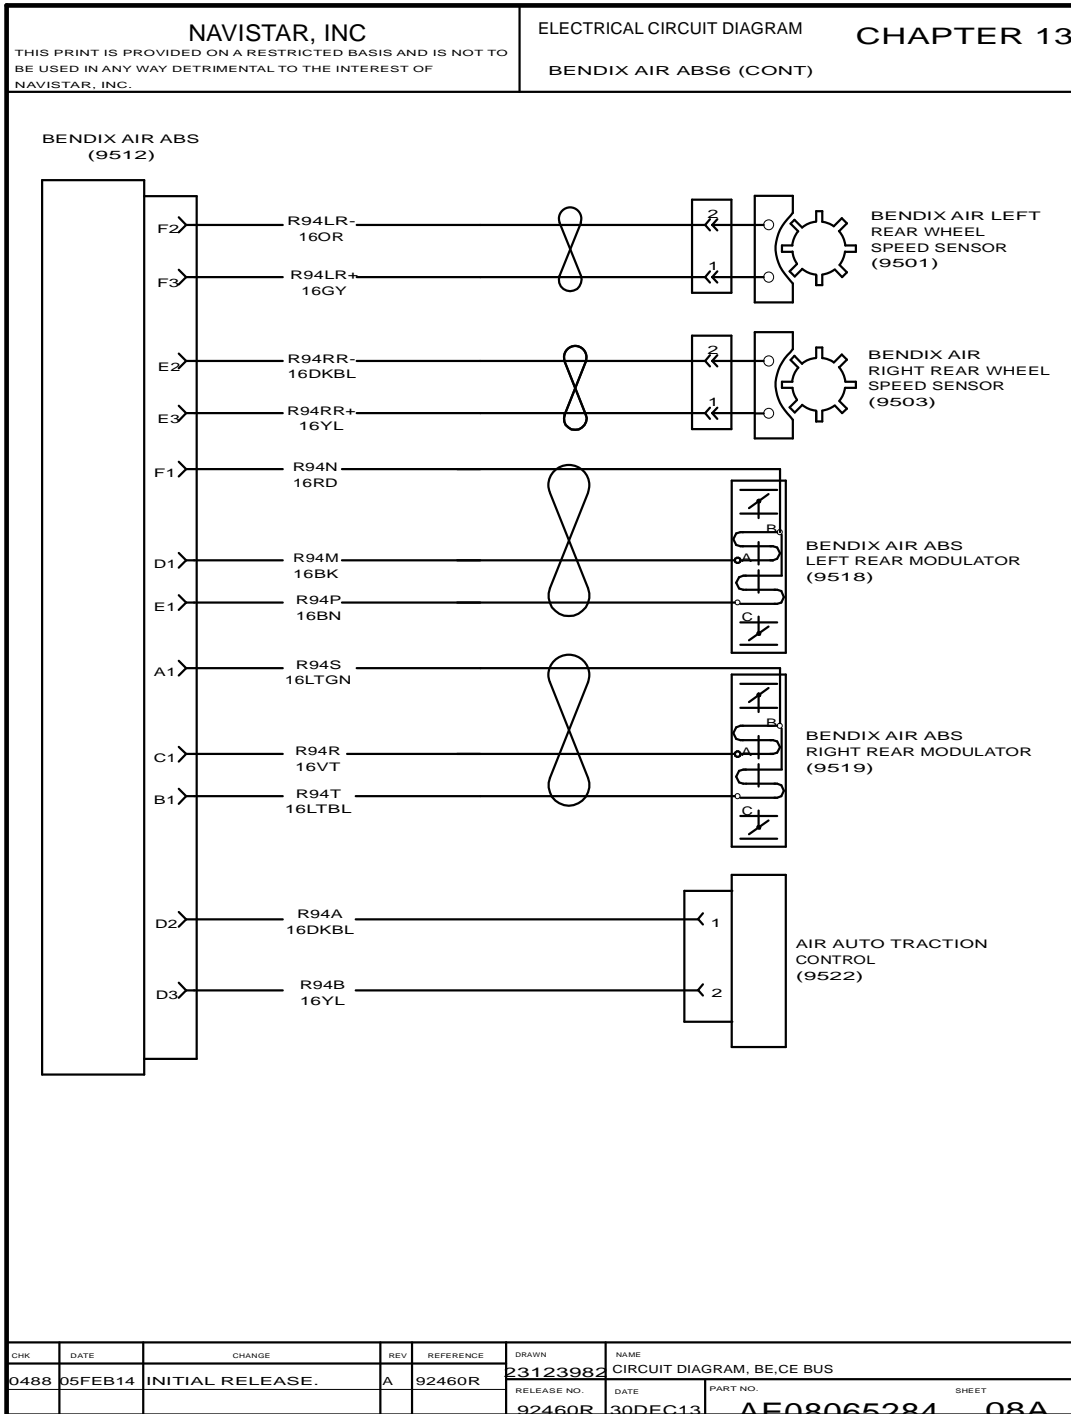 NAVISTAR, INC
THIS PRINT IS PROVIDED ON A RESTRICTED BASIS AND IS NOT TO
BE USED IN ANY WAY DETRIMENTAL TO THE INTEREST OF
NAVISTAR, INC.
ELECTRICAL CIRCUIT DIAGRAM
BENDIX AIR ABS6 (CONT)
CHAPTER 13
BENDIX AIR ABS
(9512)
F2
R94LR-
16OR
2
F3
R94LR+
16GY
1
BENDIX AIR LEFT
REAR WHEEL
SPEED SENSOR
(9501)
E2
R94RR-
16DKBL
2
E3
R94RR+
16YL
1
BENDIX AIR
RIGHT REAR WHEEL
SPEED SENSOR
(9503)
F1
R94N
16RD
B
D1
R94M
16BK
A
E1
R94P
16BN
C
BENDIX AIR ABS
LEFT REAR MODULATOR
(9518)
A1
R94S
16LTGN
B
C1
R94R
16VT
A
B1
R94T
16LTBL
C
BENDIX AIR ABS
RIGHT REAR MODULATOR
(9519)
D2
R94A
16DKBL
1
D3
R94B
16YL
2
AIR AUTO TRACTION
CONTROL
(9522)
CHK DATE CHANGE REV REFERENCE
0488 05FEB14 INITIAL RELEASE. A 92460R
DRAWN
23123982
NAME
CIRCUIT DIAGRAM, BE,CE BUS
RELEASE NO.
92460R
DATE
30DEC13
PART NO.
AE08065284
SHEET
08A